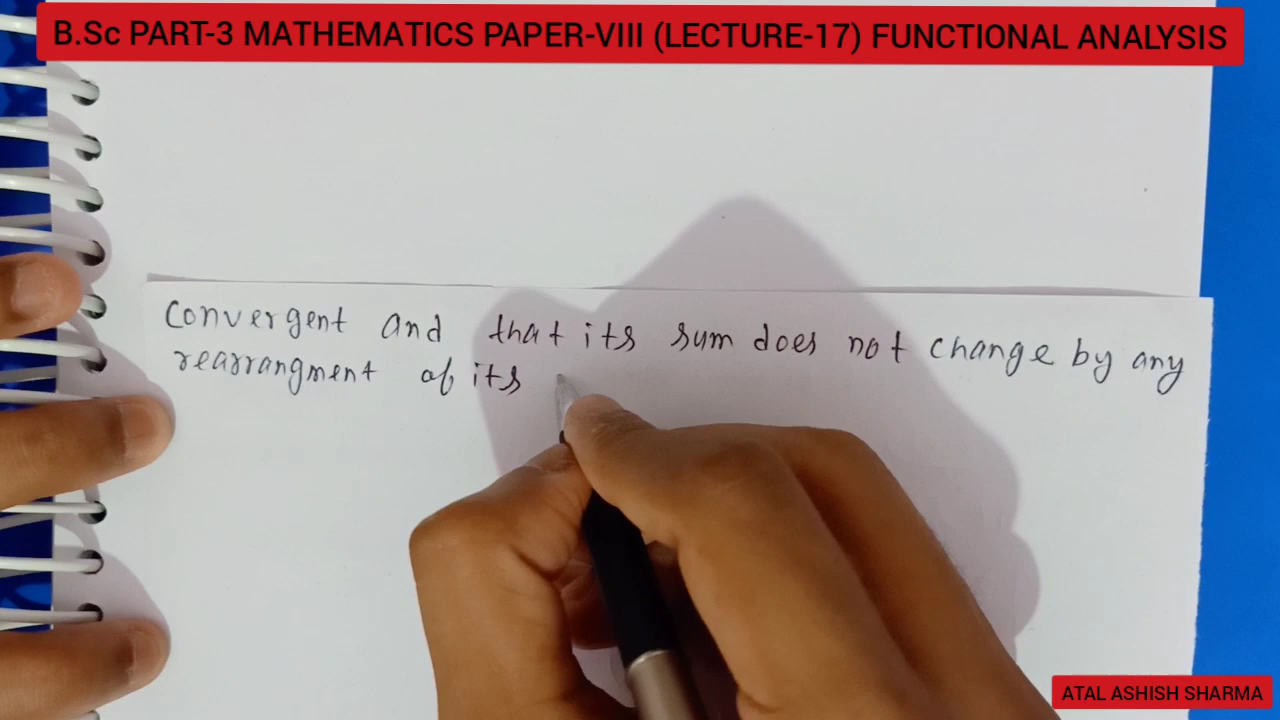 B.Sc PART-3 MATHEMATICS PAPER-VIII (LECTURE-17) FUNCTIONAL ANALYSIS
Convergent and that its sum does not change by any
rearrangment of its
ATAL ASHISH SHARMA